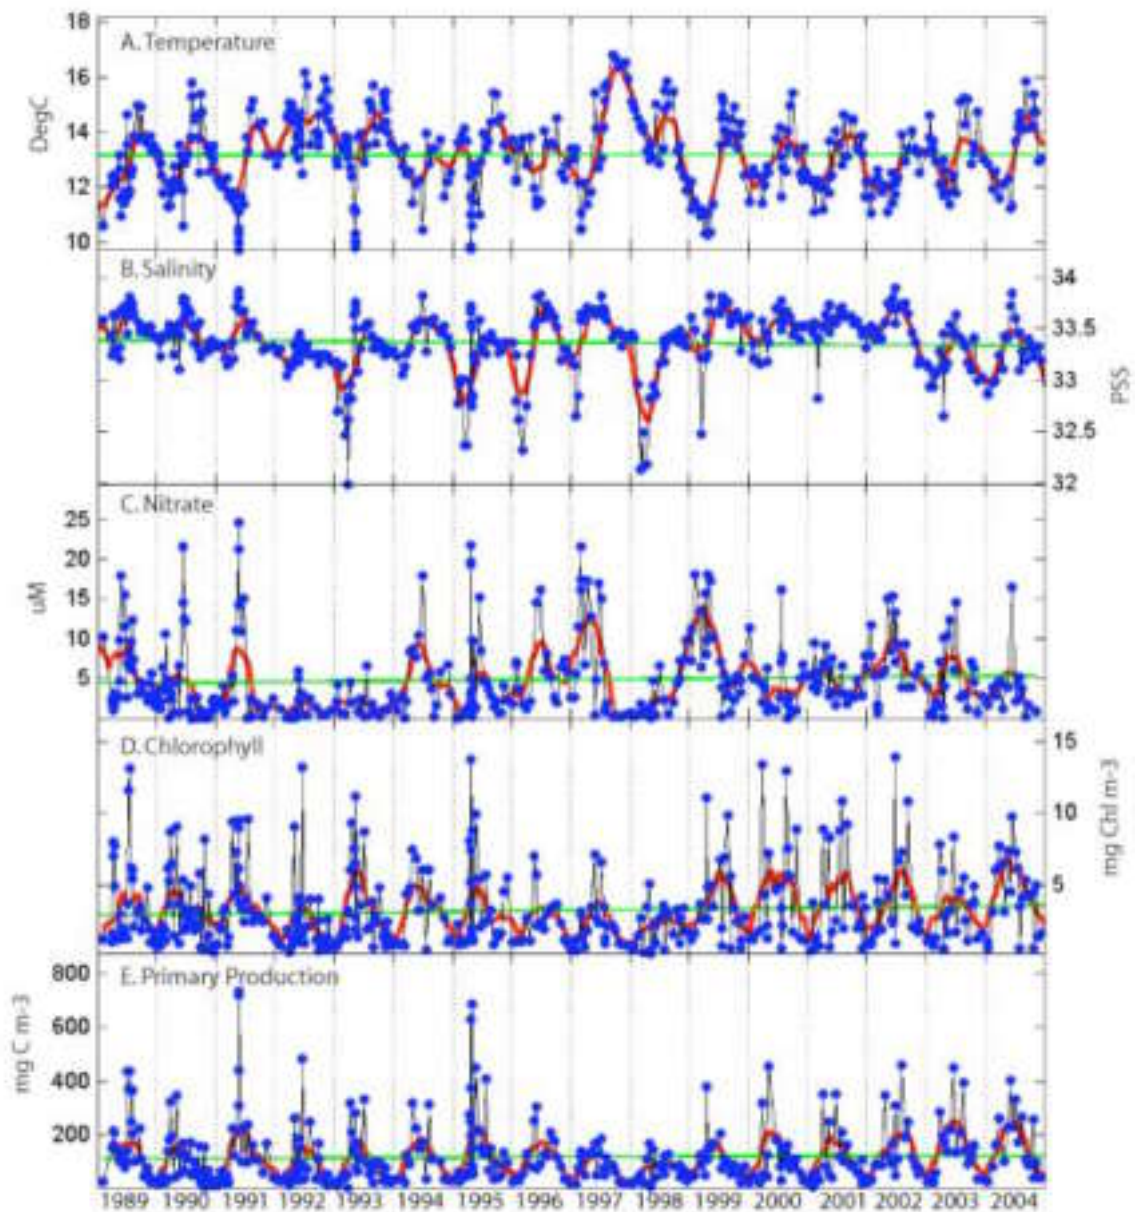 A. Temperature
DegC
18
16
14
12
10
B. Salinity
34
33.5
33
32.5
32
PSS
C. Nitrate
uM
25
20
15
10
5
D. Chlorophyll
15
10
5
mg Chl m-3
E. Primary Production
mg C m-3
800
600
400
200
1989 1990 1991 1992 1993 1994 1995 1996 1997 1998 1999 2000 2001 2002 2003 2004